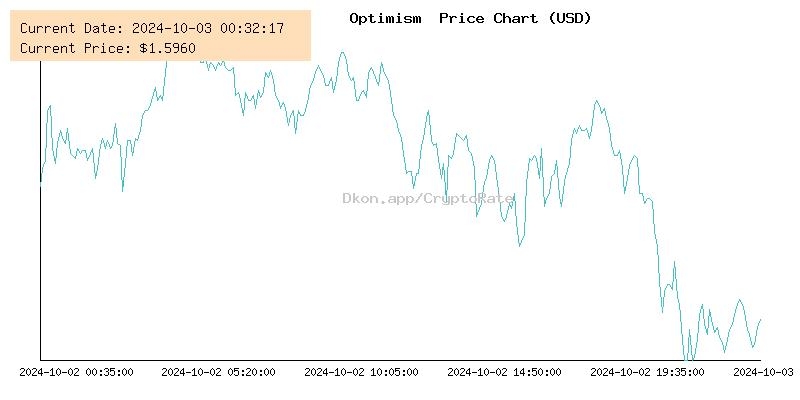 Optimism  Price Chart (USD)
Current Date: 2024-10-03 00:32:17
Current Price: $1.5960
Dkon.app/CryptoRate
2024-10-02 00:35:00 2024-10-02 05:20:00 2024-10-02 10:05:00 2024-10-02 14:50:00 2024-10-02 19:35:00 2024-10-03